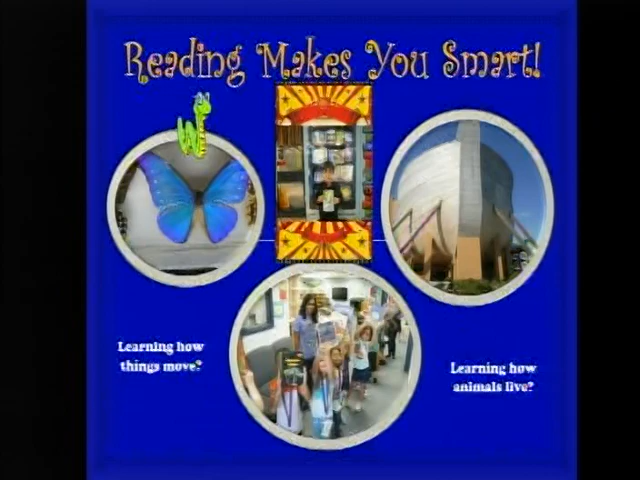 Reading Makes You Smart!
Learning how
things move?
Learning how
animals live?